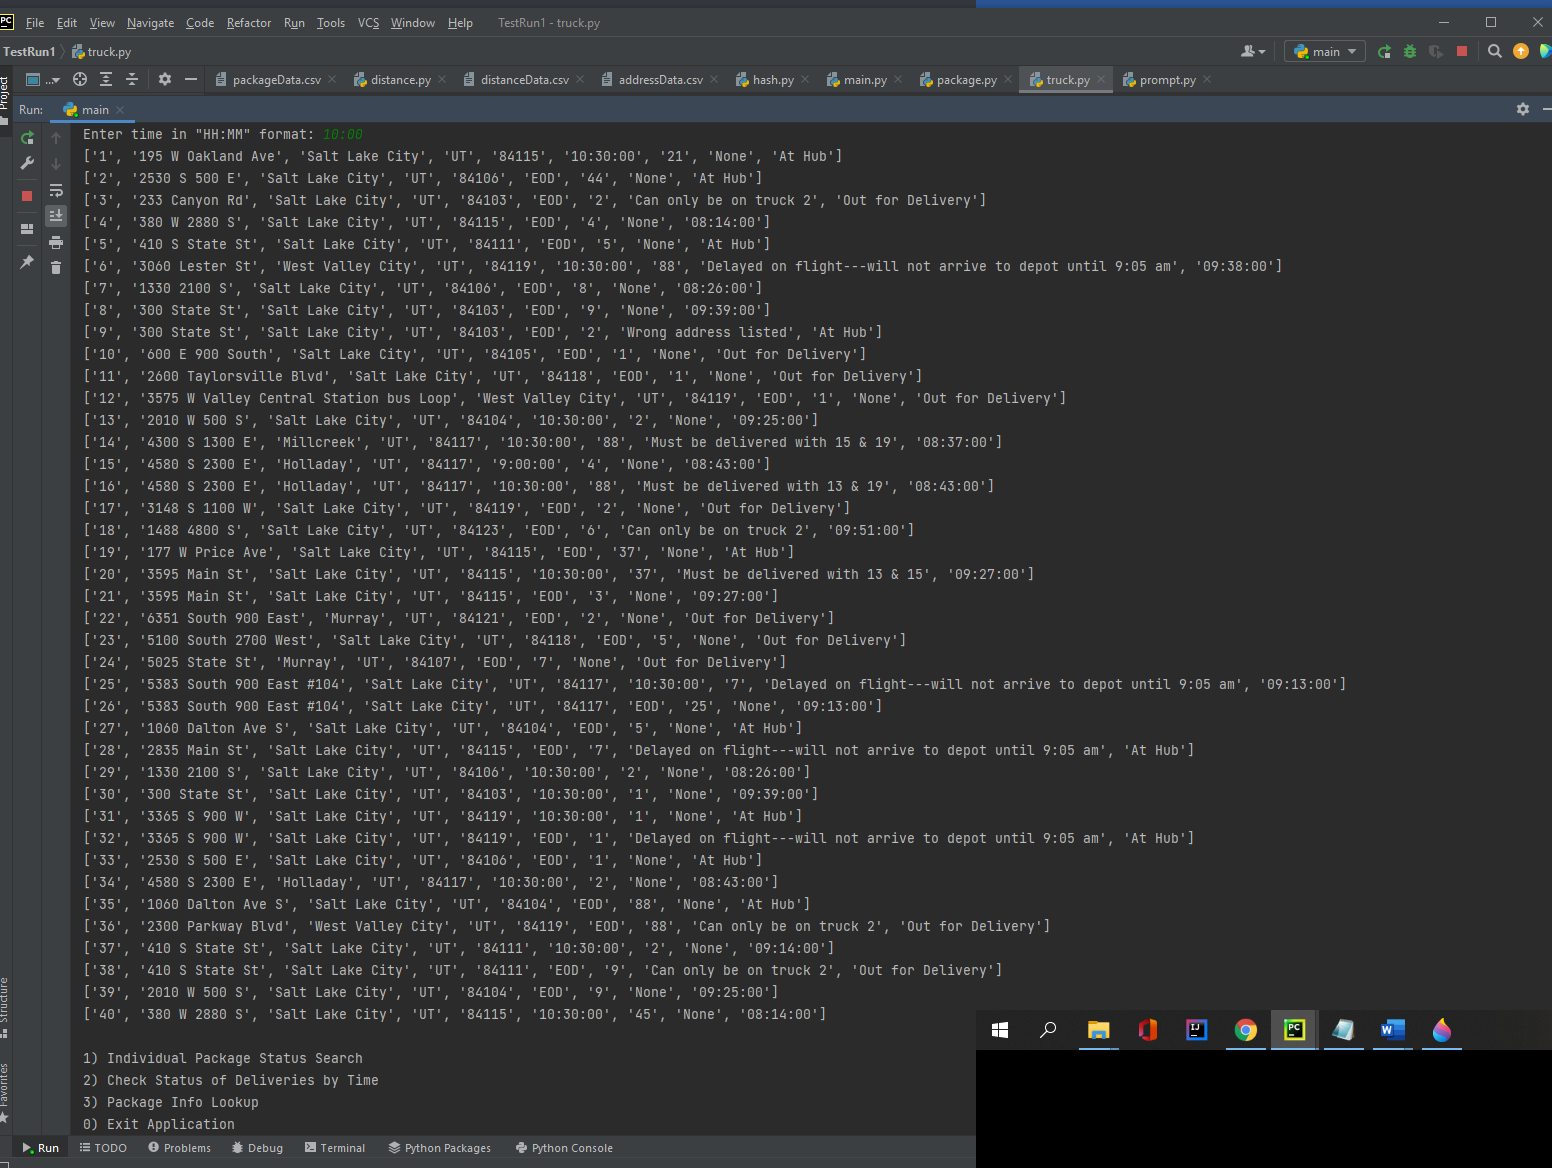 File Edit View Navigate Code Refactor Run Tools VCS Window Help TestRun1 - truck.py
TestRun1 truck.py main
Project ... packageData.csv distance.py distanceData.csv addressData.csv hash.py main.py package.py truck.py prompt.py
Run: main
Enter time in "HH:MM" format: 10:00
['1', '195 W Oakland Ave', 'Salt Lake City', 'UT', '84115', '10:30:00', '21', 'None', 'At Hub']
['2', '2530 S 500 E', 'Salt Lake City', 'UT', '84106', 'EOD', '44', 'None', 'At Hub']
['3', '233 Canyon Rd', 'Salt Lake City', 'UT', '84103', 'EOD', '2', 'Can only be on truck 2', 'Out for Delivery']
['4', '380 W 2880 S', 'Salt Lake City', 'UT', '84115', 'EOD', '4', 'None', '08:14:00']
['5', '410 S State St', 'Salt Lake City', 'UT', '84111', 'EOD', '5', 'None', 'At Hub']
['6', '3060 Lester St', 'West Valley City', 'UT', '84119', '10:30:00', '88', 'Delayed on flight---will not arrive to depot until 9:05 am', '09:38:00']
['7', '1330 2100 S', 'Salt Lake City', 'UT', '84106', 'EOD', '8', 'None', '08:26:00']
['8', '300 State St', 'Salt Lake City', 'UT', '84103', 'EOD', '9', 'None', '09:39:00']
['9', '300 State St', 'Salt Lake City', 'UT', '84103', 'EOD', '2', 'Wrong address listed', 'At Hub']
['10', '600 E 900 South', 'Salt Lake City', 'UT', '84105', 'EOD', '1', 'None', 'Out for Delivery']
['11', '2600 Taylorsville Blvd', 'Salt Lake City', 'UT', '84118', 'EOD', '1', 'None', 'Out for Delivery']
['12', '3575 W Valley Central Station bus Loop', 'West Valley City', 'UT', '84119', 'EOD', '1', 'None', 'Out for Delivery']
['13', '2010 W 500 S', 'Salt Lake City', 'UT', '84104', '10:30:00', '2', 'None', '09:25:00']
['14', '4300 S 1300 E', 'Millcreek', 'UT', '84117', '10:30:00', '88', 'Must be delivered with 15 & 19', '08:37:00']
['15', '4580 S 2300 E', 'Holladay', 'UT', '84117', '9:00:00', '4', 'None', '08:43:00']
['16', '4580 S 2300 E', 'Holladay', 'UT', '84117', '10:30:00', '88', 'Must be delivered with 13 & 19', '08:43:00']
['17', '3148 S 1100 W', 'Salt Lake City', 'UT', '84119', 'EOD', '2', 'None', 'Out for Delivery']
['18', '1488 4800 S', 'Salt Lake City', 'UT', '84123', 'EOD', '6', 'Can only be on truck 2', '09:51:00']
['19', '177 W Price Ave', 'Salt Lake City', 'UT', '84115', 'EOD', '37', 'None', 'At Hub']
['20', '3595 Main St', 'Salt Lake City', 'UT', '84115', '10:30:00', '37', 'Must be delivered with 13 & 15', '09:27:00']
['21', '3595 Main St', 'Salt Lake City', 'UT', '84115', 'EOD', '3', 'None', '09:27:00']
['22', '6351 South 900 East', 'Murray', 'UT', '84121', 'EOD', '2', 'None', 'Out for Delivery']
['23', '5100 South 2700 West', 'Salt Lake City', 'UT', '84118', 'EOD', '5', 'None', 'Out for Delivery']
['24', '5025 State St', 'Murray', 'UT', '84107', 'EOD', '7', 'None', 'Out for Delivery']
['25', '5383 South 900 East #104', 'Salt Lake City', 'UT', '84117', '10:30:00', '7', 'Delayed on flight---will not arrive to depot until 9:05 am', '09:13:00']
['26', '5383 South 900 East #104', 'Salt Lake City', 'UT', '84117', 'EOD', '25', 'None', '09:13:00']
['27', '1060 Dalton Ave S', 'Salt Lake City', 'UT', '84104', 'EOD', '5', 'None', 'At Hub']
['28', '2835 Main St', 'Salt Lake City', 'UT', '84115', 'EOD', '7', 'Delayed on flight---will not arrive to depot until 9:05 am', 'At Hub']
['29', '1330 2100 S', 'Salt Lake City', 'UT', '84106', '10:30:00', '2', 'None', '08:26:00']
['30', '300 State St', 'Salt Lake City', 'UT', '84103', '10:30:00', '1', 'None', '09:39:00']
['31', '3365 S 900 W', 'Salt Lake City', 'UT', '84119', '10:30:00', '1', 'None', 'At Hub']
['32', '3365 S 900 W', 'Salt Lake City', 'UT', '84119', 'EOD', '1', 'Delayed on flight---will not arrive to depot until 9:05 am', 'At Hub']
['33', '2530 S 500 E', 'Salt Lake City', 'UT', '84106', 'EOD', '1', 'None', 'At Hub']
['34', '4580 S 2300 E', 'Holladay', 'UT', '84117', '10:30:00', '2', 'None', '08:43:00']
['35', '1060 Dalton Ave S', 'Salt Lake City', 'UT', '84104', 'EOD', '88', 'None', 'At Hub']
['36', '2300 Parkway Blvd', 'West Valley City', 'UT', '84119', 'EOD', '88', 'Can only be on truck 2', 'Out for Delivery']
['37', '410 S State St', 'Salt Lake City', 'UT', '84111', '10:30:00', '2', 'None', '09:14:00']
['38', '410 S State St', 'Salt Lake City', 'UT', '84111', 'EOD', '9', 'Can only be on truck 2', 'Out for Delivery']
['39', '2010 W 500 S', 'Salt Lake City', 'UT', '84104', 'EOD', '9', 'None', '09:25:00']
['40', '380 W 2880 S', 'Salt Lake City', 'UT', '84115', '10:30:00', '45', 'None', '08:14:00']
Structure
1) Individual Package Status Search
2) Check Status of Deliveries by Time
3) Package Info Lookup
0) Exit Application
Favorites
Run TODO Problems Debug Terminal Python Packages Python Console